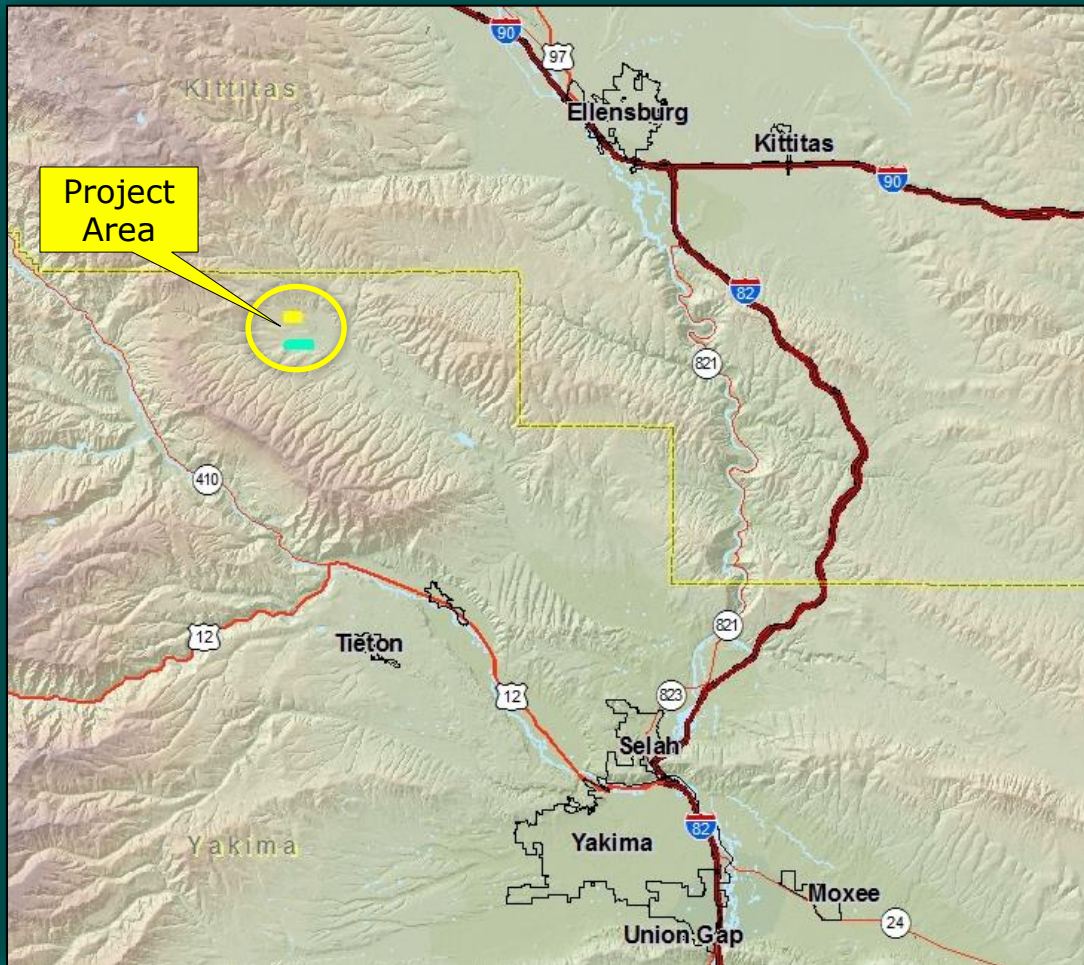 90
97
Kittitas
Ellensburg
Kittitas
90
Project
Area
82
821
410
821
12
Tieton
12
823
Selah
82
Yakima
Yakima
Moxee
24
Union Gap